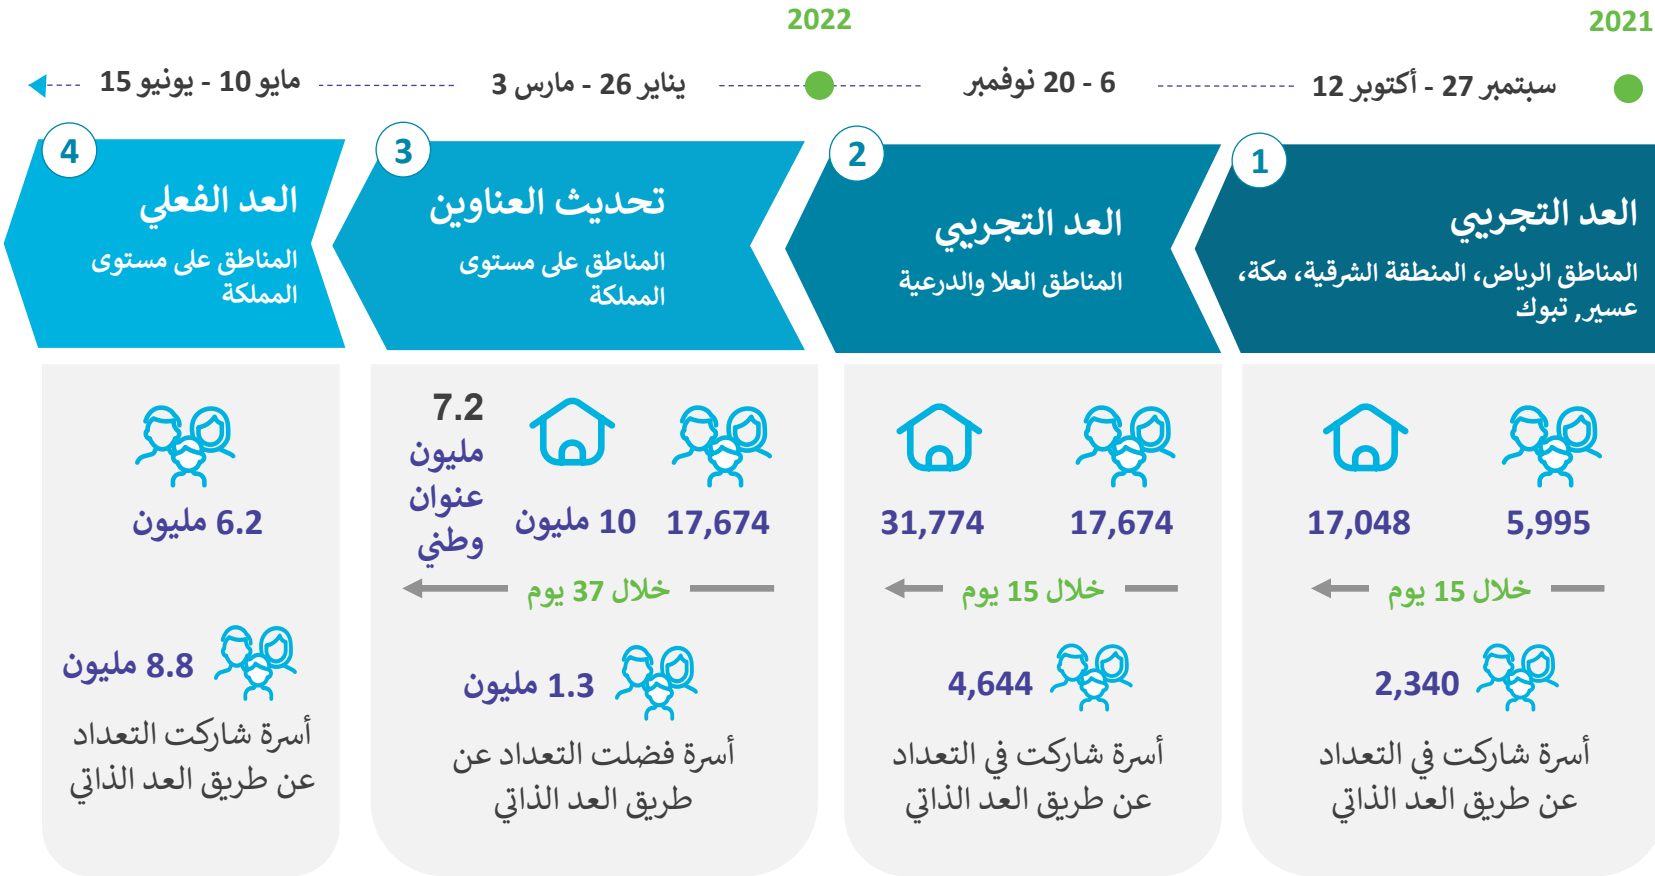 2021
2022
سبتمبر 27 - أكتوبر 12
6 - 20 نوفمبر
يناير 26 - مارس 3
مايو 10 - يونيو 15
1
العد التجريبي
المناطق الرياض، المنطقة الشرقية، مكة،
عسير, تبوك
5,995
17,048
خلال 15 يوم
2,340
أسرة شاركت في التعداد
عن طريق العد الذاتي
2
العد التجريبي
المناطق العلا والدرعية
17,674
31,774
خلال 15 يوم
4,644
أسرة شاركت في التعداد
عن طريق العد الذاتي
3
تحديث العناوين
المناطق على مستوى
المملكة
17,674
10 مليون
7.2
مليون
عنوان
وطني
خلال 37 يوم
1.3 مليون
أسرة فضلت التعداد عن
طريق العد الذاتي
4
العد الفعلي
المناطق على مستوى
المملكة
6.2 مليون
8.8 مليون
أسرة شاركت التعداد
عن طريق العد الذاتي